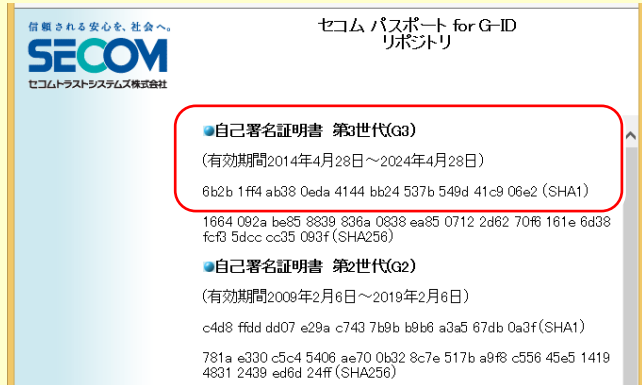 信頼される安心を、社会へ。
SECOM
セコムトラストシステムズ株式会社
セコム パスポート for G-ID
リポジトリ
自己署名証明書 第3世代(G3)
(有効期間2014年4月28日～2024年4月28日)
6b2b 1ff4 ab38 0eda 4144 bb24 537b 549d 41c9 06e2 (SHA1)
1664 092a be85 8839 836a 0838 ea85 0712 2d62 70f6 161e 6d38
fcf3 5dcc cc35 093f (SHA256)
自己署名証明書 第2世代(G2)
(有効期間2009年2月6日～2019年2月6日)
c4d8 ffdd dd07 e29a c743 7b9b b9b6 a3a5 67db 0a3f (SHA1)
781a e330 c5c4 5406 ae70 0b32 8c7e 517b a9f8 c556 45e5 1419
4831 2439 ed6d 24ff (SHA256)